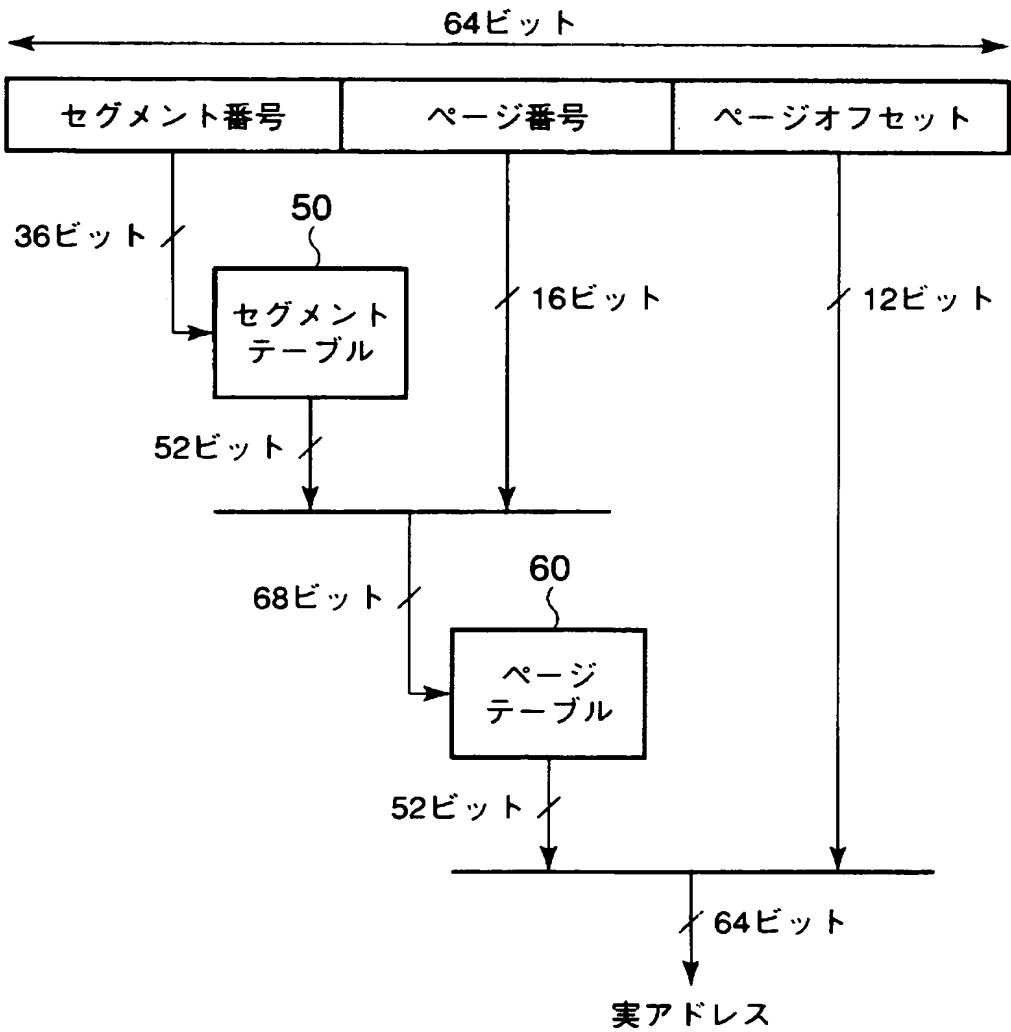 64ビット
セグメント番号
ページ番号
ページオフセット
50
36ビット
16ビット
12ビット
セグメント
テーブル
52ビット
60
68ビット
ページ
テーブル
52ビット
64ビット
実アドレス